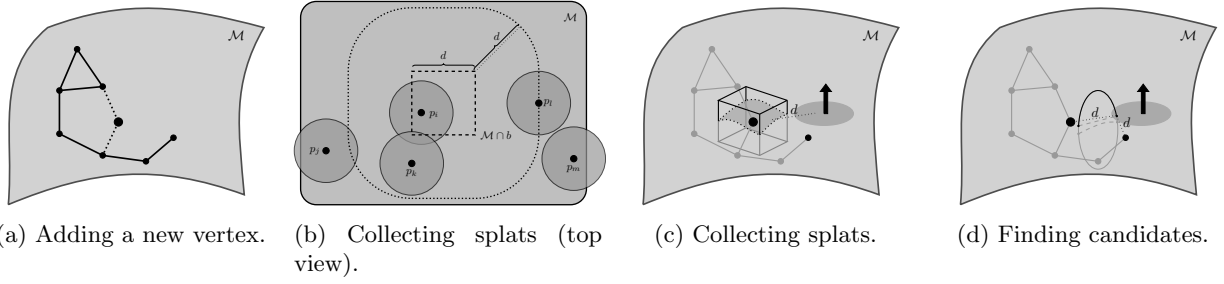 ℳ
(a) Adding a new vertex.
ℳ
d
d
p_i
p_l
ℳ ∩ b
p_j
p_k
p_m
(b) Collecting splats (top
view).
ℳ
d
(c) Collecting splats.
ℳ
d
d
(d) Finding candidates.